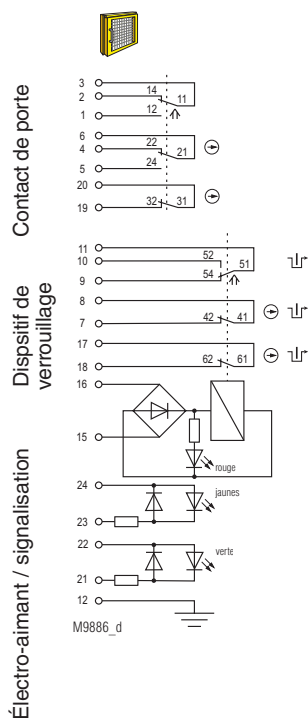 Contact de porte
3
2 14 11
1 12
6
4 22 21
5 24
20
19 32 31
Dispsitif de
verrouillage
11
10 52 51
9 54
8
7 42 41
17
18 62 61
16
15
rouge
Électro-aimant / signalisation
24 jaunes
23
22 verte
21
12
M9886_d